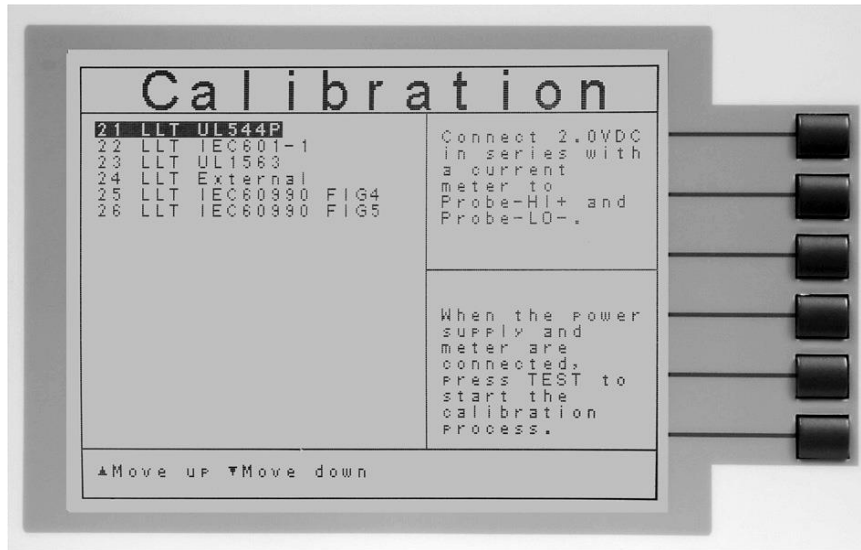 Calibration
21 LLT UL544P
22 LLT IEC601-1
23 LLT UL1563
24 LLT External
25 LLT IEC60990 FIG4
26 LLT IEC60990 FIG5
Connect 2.0VDC
in series with
a current
meter to
Probe-HI+ and
Probe-LO-.
When the power
supply and
meter are
connected,
press TEST to
start the
calibration
process.
▲Move up ▼Move down